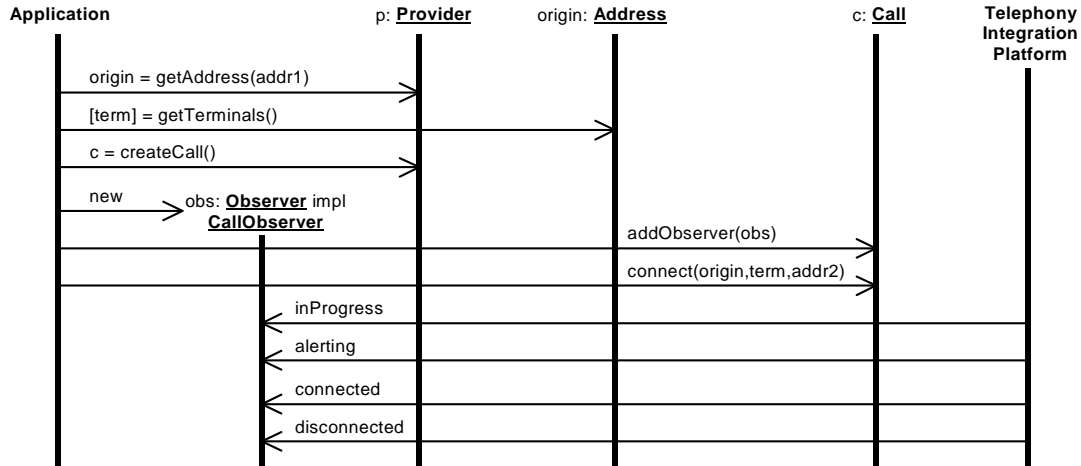 Application
p: Provider
origin: Address
c: Call
Telephony
Integration
Platform
origin = getAddress(addr1)
[term] = getTerminals()
c = createCall()
new
obs: Observer impl
CallObserver
addObserver(obs)
connect(origin,term,addr2)
inProgress
alerting
connected
disconnected